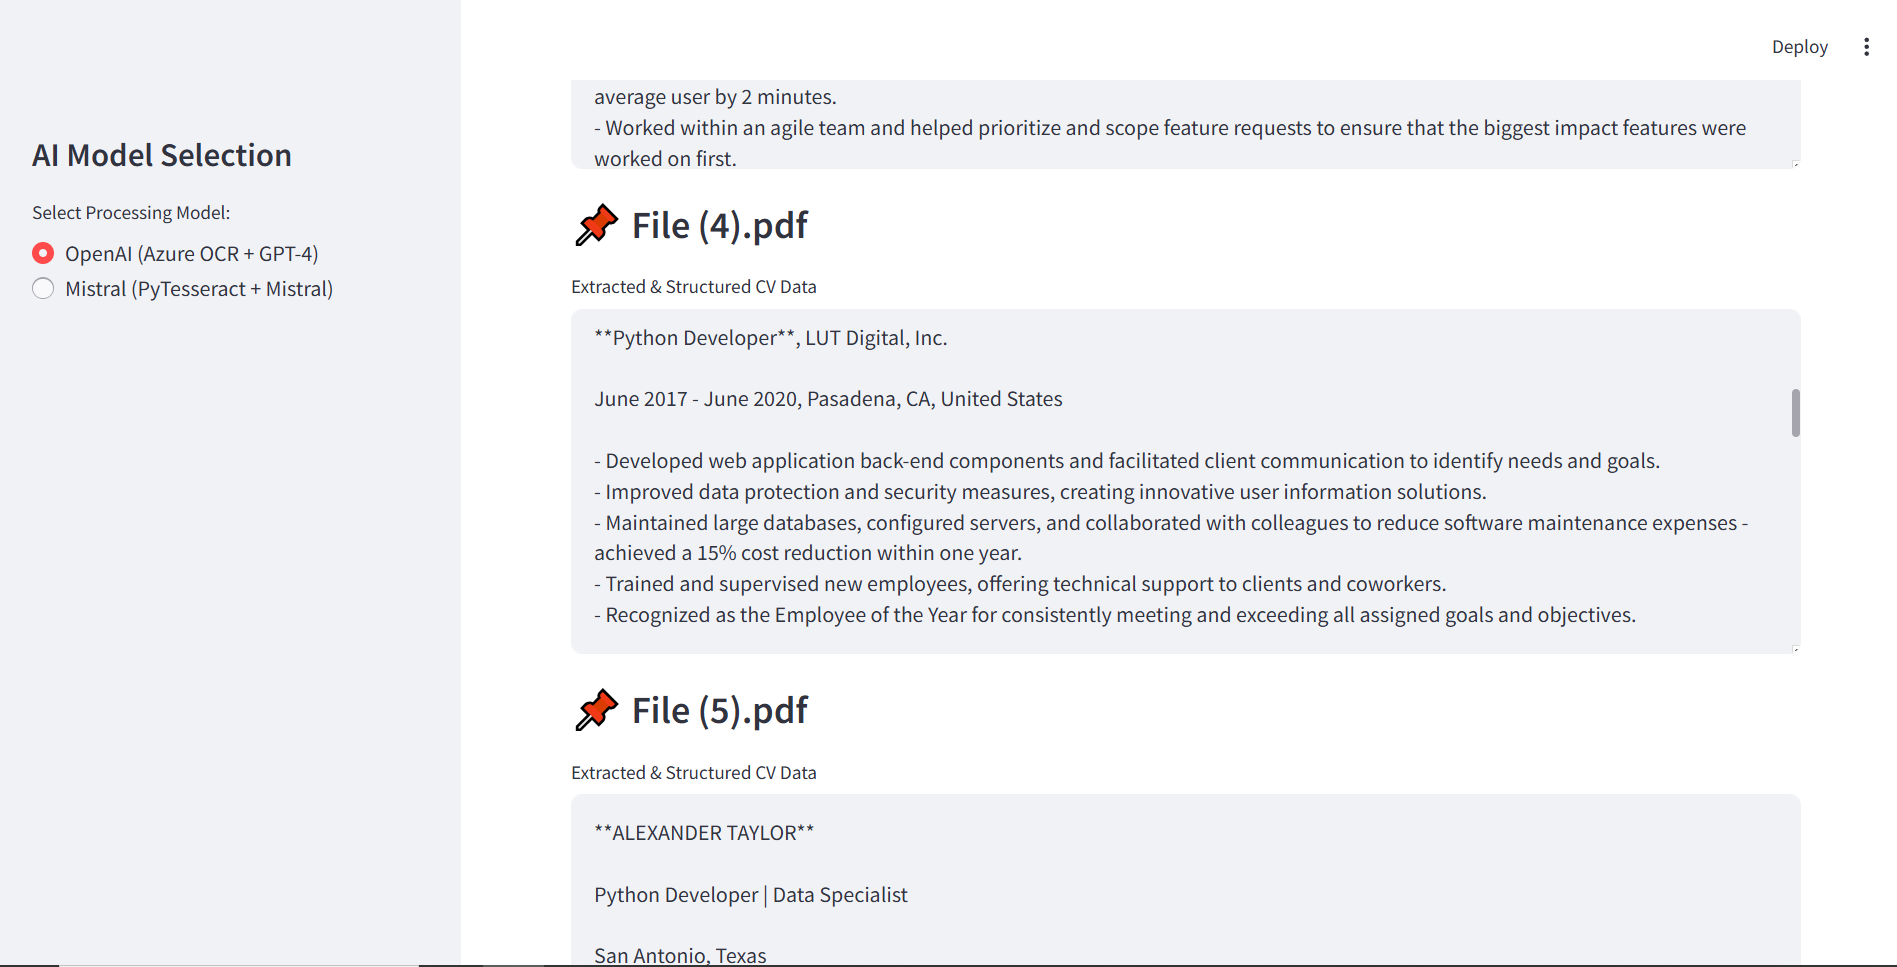 Deploy
AI Model Selection
Select Processing Model:
OpenAI (Azure OCR + GPT-4)
Mistral (PyTesseract + Mistral)
average user by 2 minutes.
- Worked within an agile team and helped prioritize and scope feature requests to ensure that the biggest impact features were
worked on first.
File (4).pdf
Extracted & Structured CV Data
**Python Developer**, LUT Digital, Inc.
June 2017 - June 2020, Pasadena, CA, United States
- Developed web application back-end components and facilitated client communication to identify needs and goals.
- Improved data protection and security measures, creating innovative user information solutions.
- Maintained large databases, configured servers, and collaborated with colleagues to reduce software maintenance expenses -
achieved a 15% cost reduction within one year.
- Trained and supervised new employees, offering technical support to clients and coworkers.
- Recognized as the Employee of the Year for consistently meeting and exceeding all assigned goals and objectives.
File (5).pdf
Extracted & Structured CV Data
**ALEXANDER TAYLOR**
Python Developer | Data Specialist
San Antonio, Texas